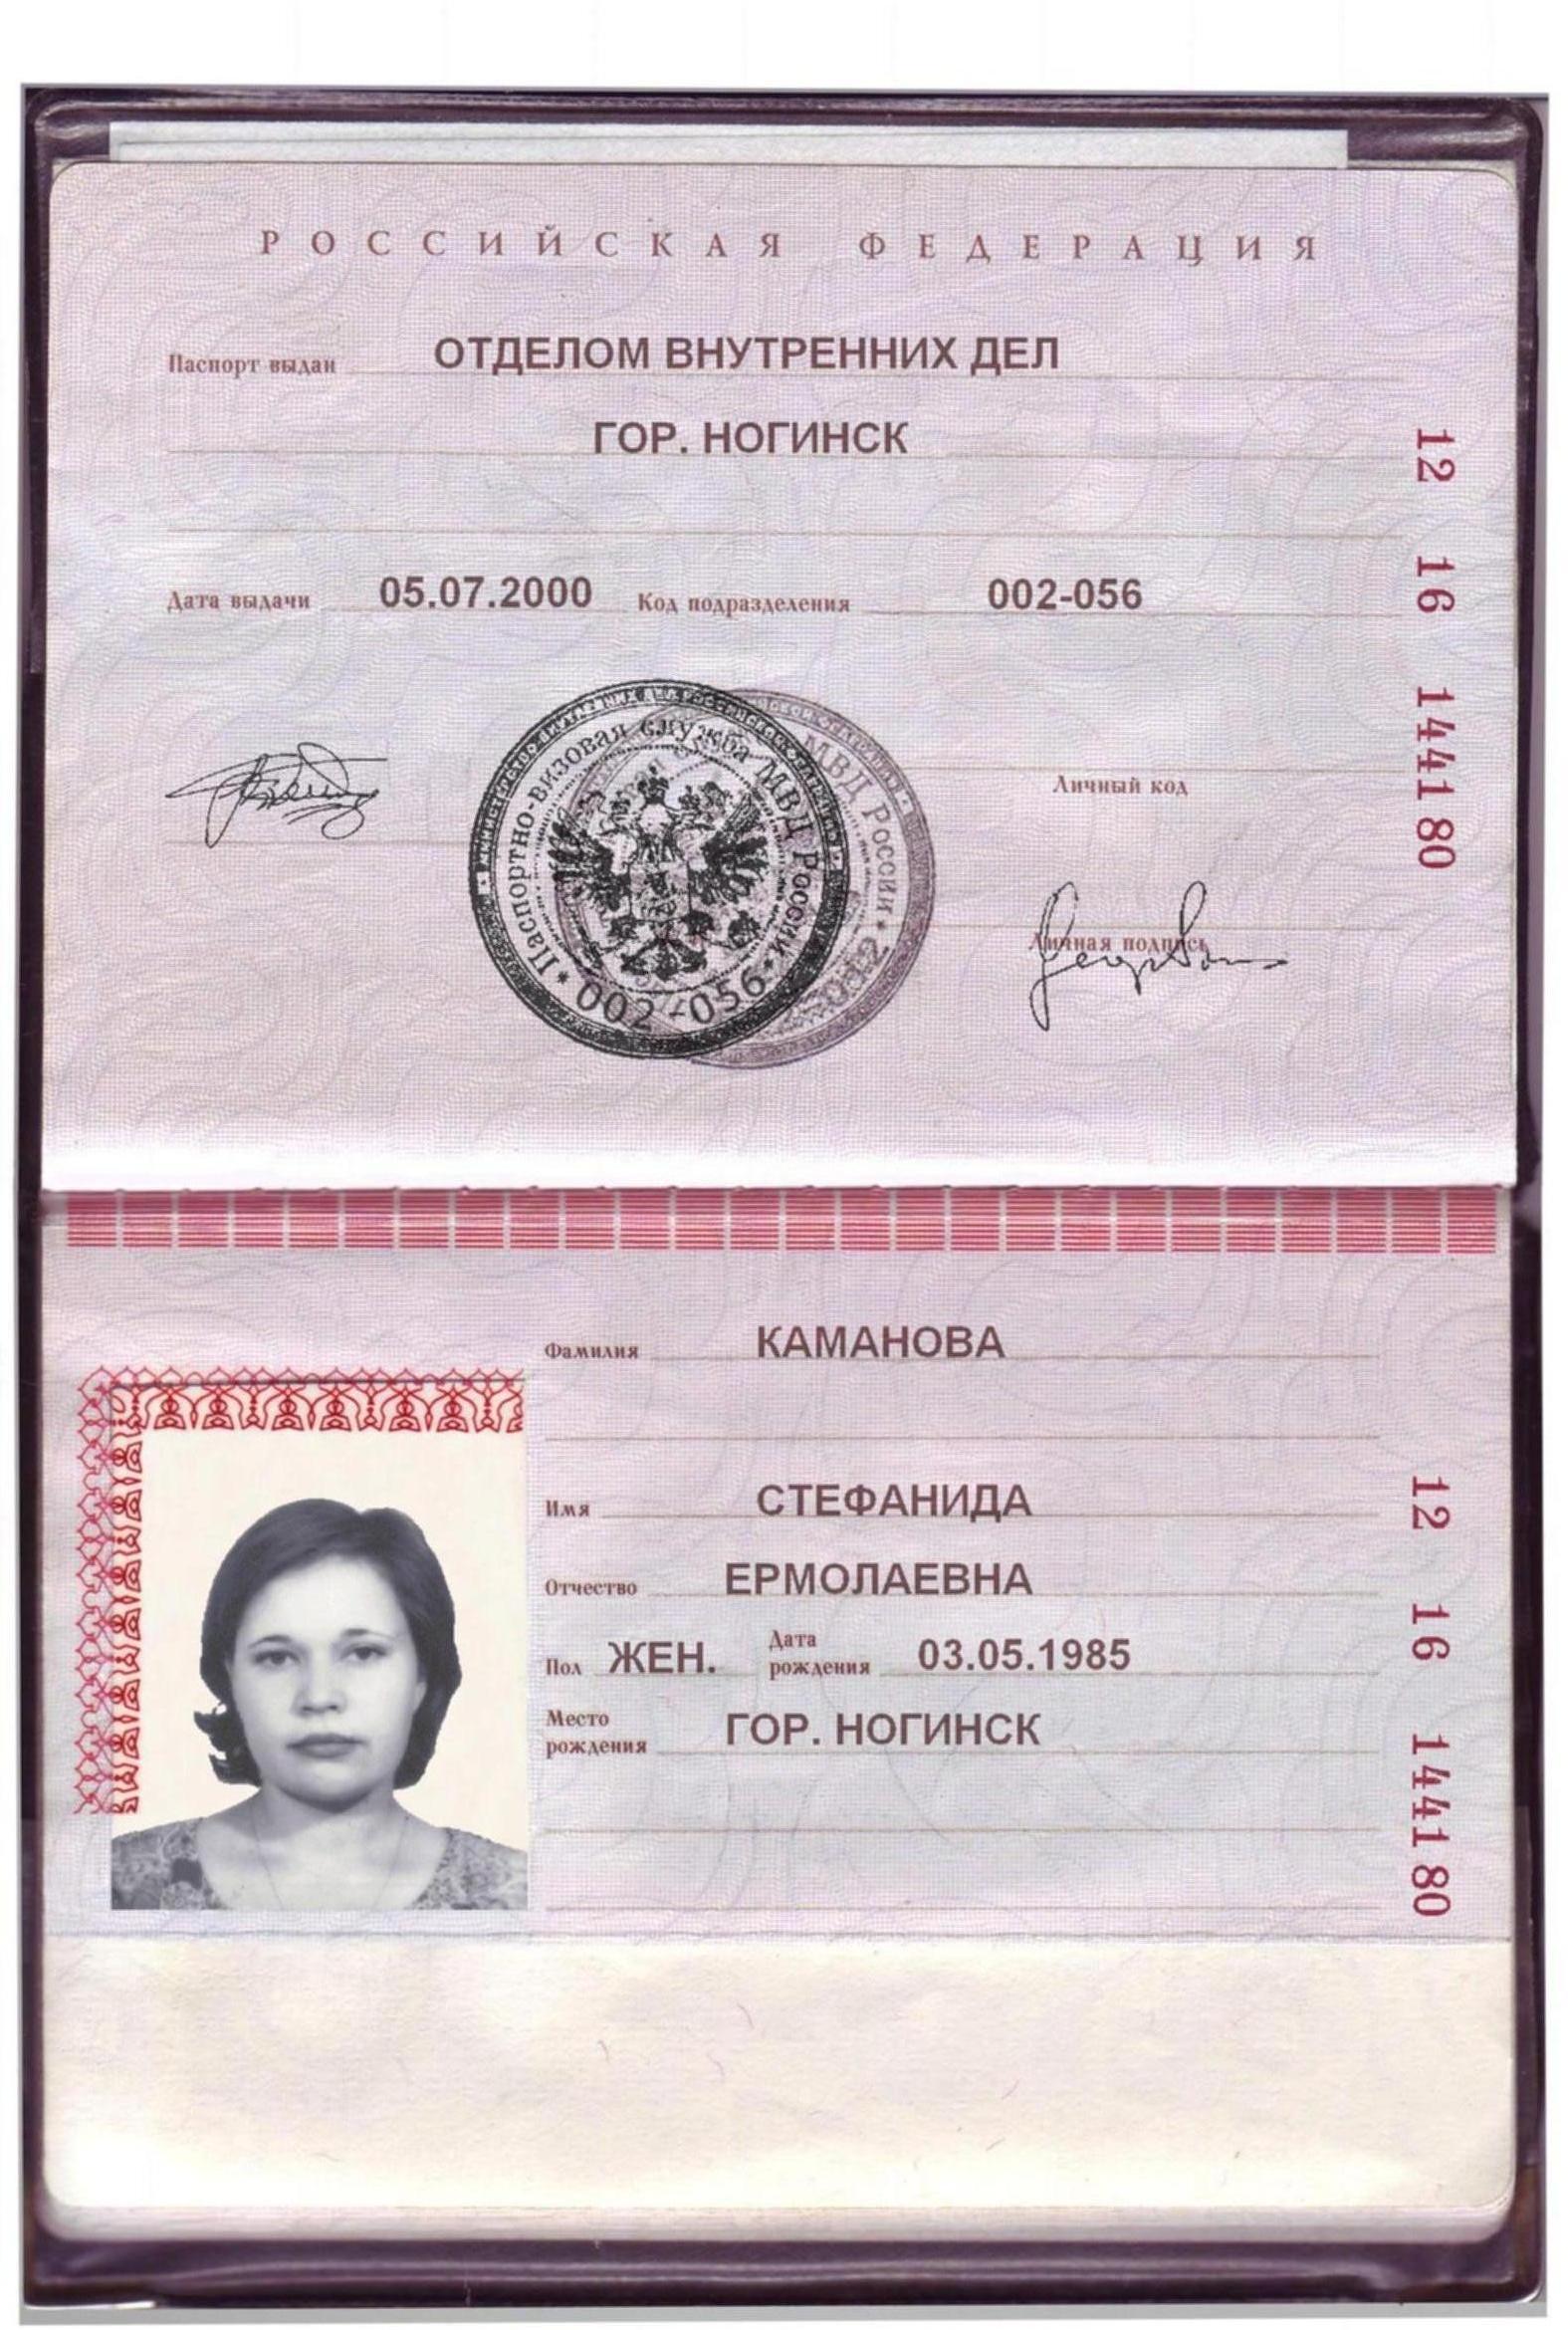 РОССИЙСКАЯ ФЕДЕРАЦИЯ
Паспорт выдан ОТДЕЛОМ ВНУТРЕННИХ ДЕЛ
ГОР. НОГИНСК
Дата выдачи 05.07.2000 Код подразделения 002-056
12 16 144180
Паспортно-визовая служба МВД России
002-056
МВД России
Личный код
Личная подпись
Фамилия КАМАНОВА
Имя СТЕФАНИДА
Отчество ЕРМОЛАЕВНА
Пол ЖЕН. Дата рождения 03.05.1985
Место рождения ГОР. НОГИНСК
12 16 144180